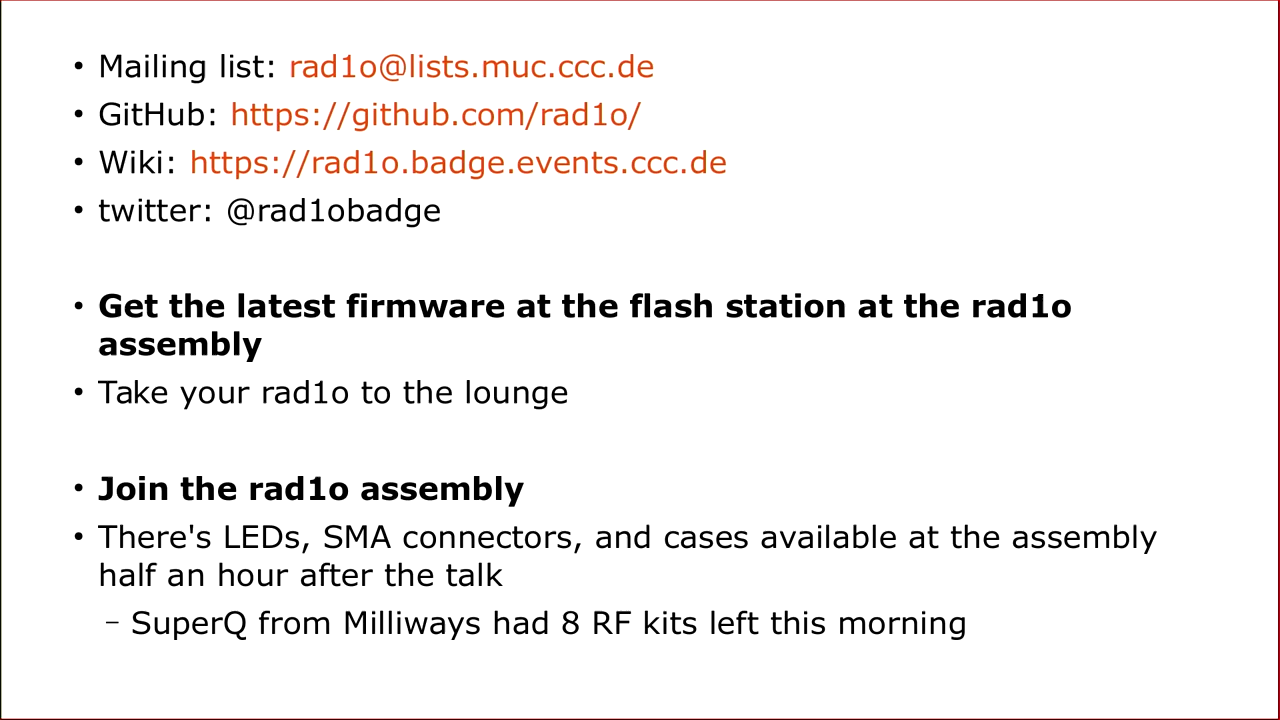 • Mailing list: rad1o@lists.muc.ccc.de
• GitHub: https://github.com/rad1o/
• Wiki: https://rad1o.badge.events.ccc.de
• twitter: @rad1obadge
• Get the latest firmware at the flash station at the rad1o
assembly
• Take your rad1o to the lounge
• Join the rad1o assembly
• There's LEDs, SMA connectors, and cases available at the assembly
half an hour after the talk
– SuperQ from Milliways had 8 RF kits left this morning